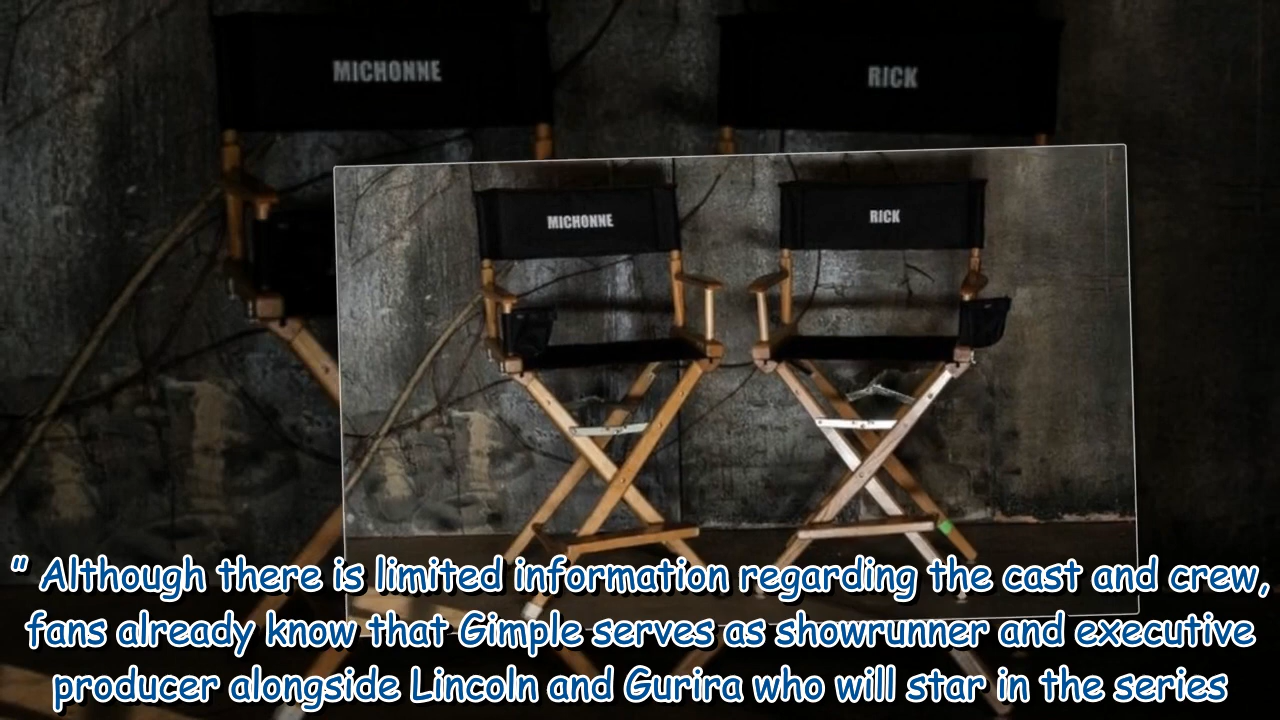 MICHONNE
RICK
MICHONNE
RICK
” Although there is limited information regarding the cast and crew,
fans already know that Gimple serves as showrunner and executive
producer alongside Lincoln and Gurira who will star in the series